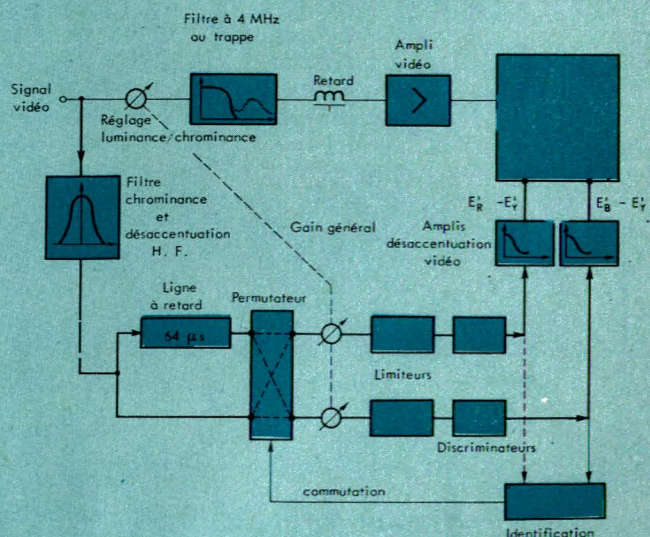 Filtre à 4 MHz
ou trappe
Ampli
vidéo
Signal
vidéo
Retard
Réglage
luminance/chrominance
Filtre
chrominance
et
désaccentuation
H. F.
Gain général
E'R -E'Y
E'B - E'Y
Amplis
désaccentuation
vidéo
Ligne
à retard
64 µs
Permutateur
Limiteurs
Discriminateurs
commutation
Identification